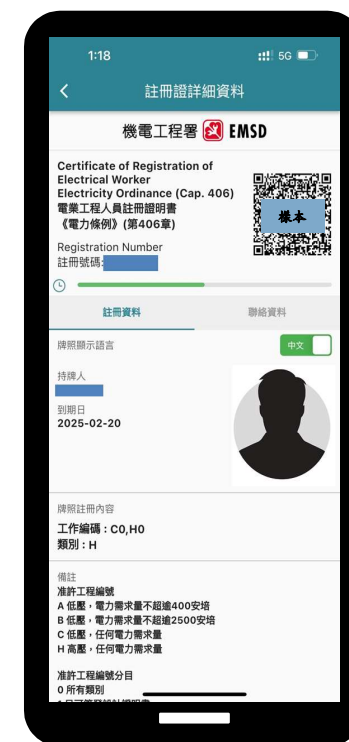 1:18
5G
註冊證詳細資料
機電工程署 EMSD
Certificate of Registration of
Electrical Worker
Electricity Ordinance (Cap. 406)
電業工程人員註冊證明書
《電力條例》(第406章)
樣本
Registration Number
註冊號碼:
註冊資料
聯絡資料
牌照顯示語言
中文
持牌人
到期日
2025-02-20
牌照註冊內容
工作編碼 : C0,H0
類別 : H
備註
准許工程編號
A 低壓，電力需求量不超逾400安培
B 低壓，電力需求量不超逾2500安培
C 低壓，任何電力需求量
H 高壓，任何電力需求量
准許工程編號分目
0 所有類別